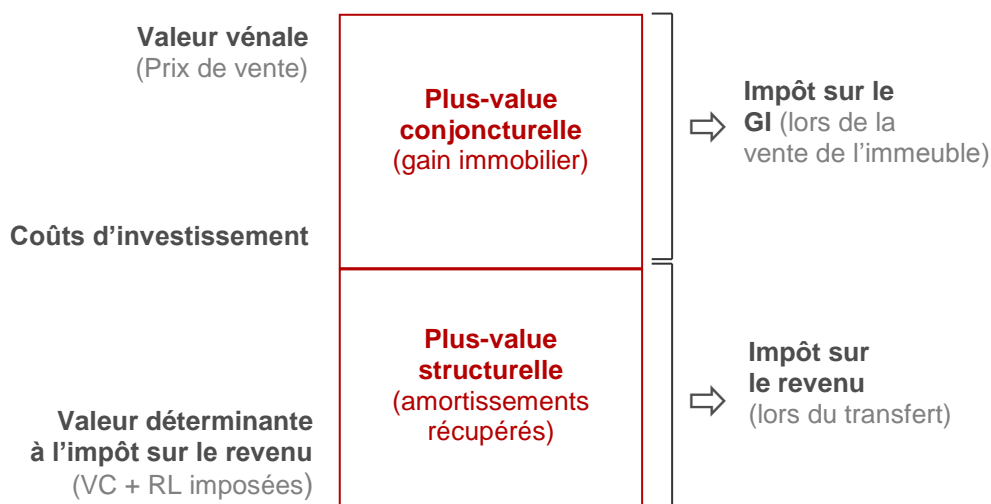 Valeur vénale
(Prix de vente)
Plus-value
conjoncturelle
(gain immobilier)
Impôt sur le
GI (lors de la
vente de l’immeuble)
Coûts d’investissement
Plus-value
structurelle
(amortissements
récupérés)
Impôt sur
le revenu
(lors du transfert)
Valeur déterminante
à l’impôt sur le revenu
(VC + RL imposées)